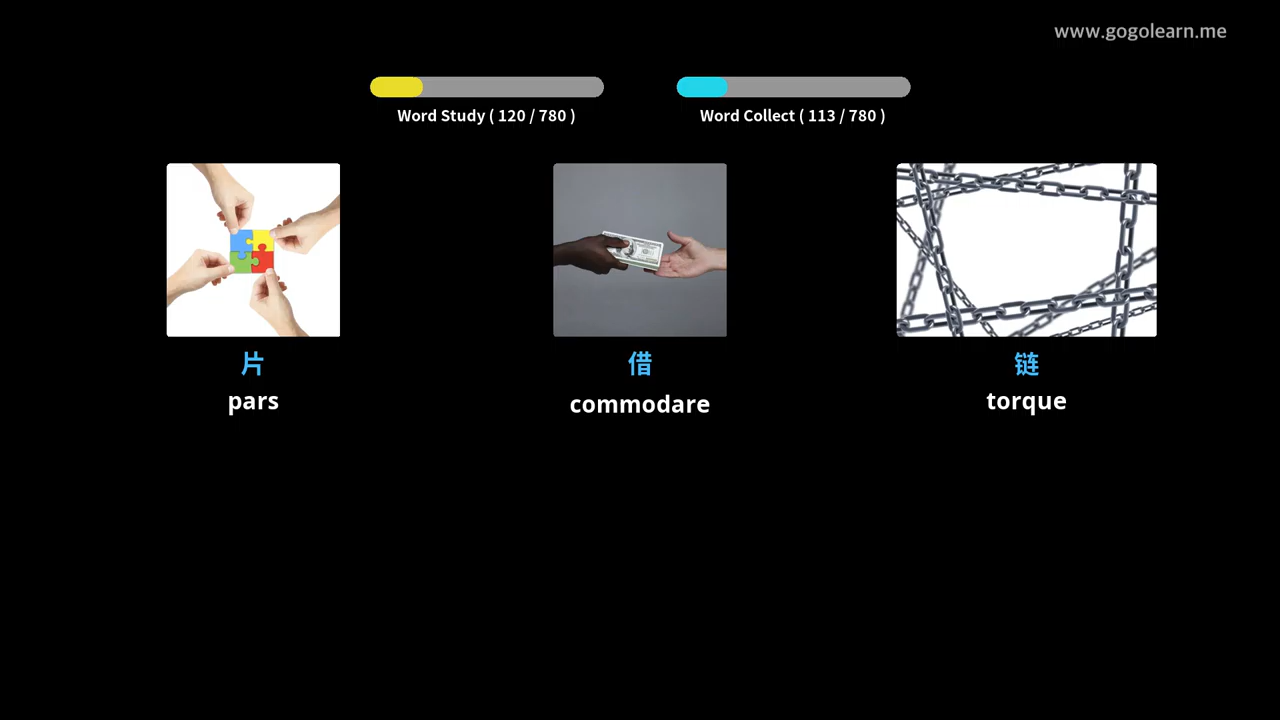 www.gogolearn.me
Word Study ( 120 / 780 )
Word Collect ( 113 / 780 )
片
借
链
pars
commodare
torque